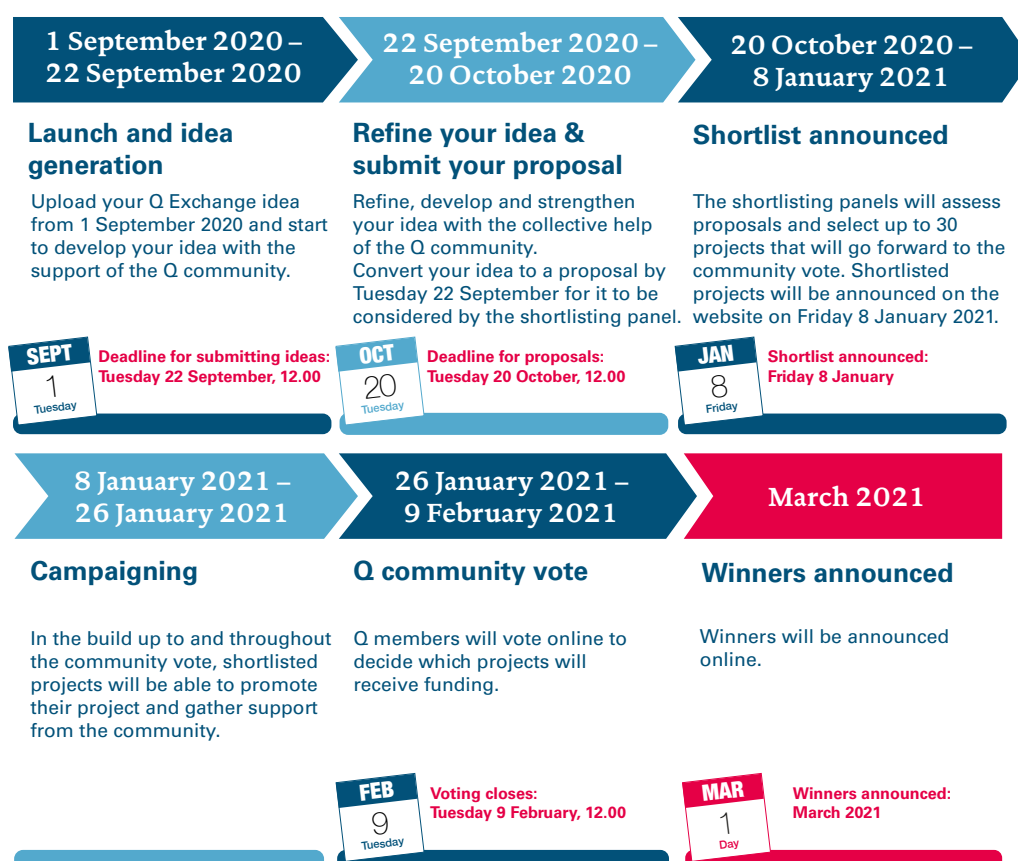 1 September 2020 –
22 September 2020
Launch and idea
generation
Upload your Q Exchange idea
from 1 September 2020 and start
to develop your idea with the
support of the Q community.
SEPT
1
Tuesday
Deadline for submitting ideas:
Tuesday 22 September, 12.00
22 September 2020 –
20 October 2020
Refine your idea &
submit your proposal
Refine, develop and strengthen
your idea with the collective help
of the Q community.
Convert your idea to a proposal by
Tuesday 22 September for it to be
considered by the shortlisting panel.
OCT
20
Tuesday
Deadline for proposals:
Tuesday 20 October, 12.00
20 October 2020 –
8 January 2021
Shortlist announced
The shortlisting panels will assess
proposals and select up to 30
projects that will go forward to the
community vote. Shortlisted
projects will be announced on the
website on Friday 8 January 2021.
JAN
8
Friday
Shortlist announced:
Friday 8 January
8 January 2021 –
26 January 2021
Campaigning
In the build up to and throughout
the community vote, shortlisted
projects will be able to promote
their project and gather support
from the community.
26 January 2021 –
9 February 2021
Q community vote
Q members will vote online to
decide which projects will
receive funding.
FEB
9
Tuesday
Voting closes:
Tuesday 9 February, 12.00
March 2021
Winners announced
Winners will be announced
online.
MAR
1
Day
Winners announced:
March 2021